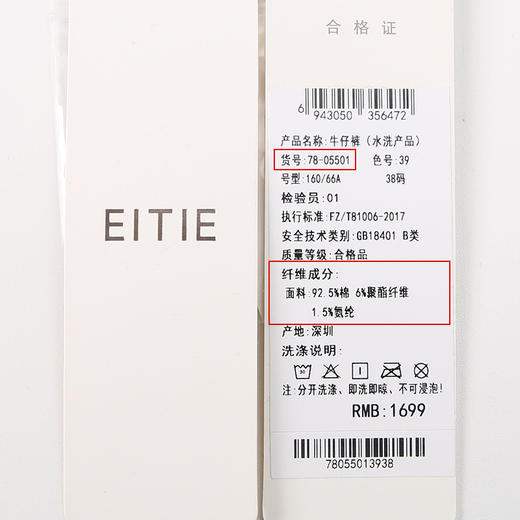 EITIE
合格证
6 943050 356472
产品名称:牛仔裤(水洗产品)
货号:78-05501 色号:39
号型:160/66A 38码
检验员:01
执行标准:FZ/T81006-2017
安全技术类别:GB18401 B类
质量等级:合格品
纤维成分:
面料:92.5%棉 6%聚酯纤维
1.5%氨纶
产地:深圳
洗涤说明:
30
注:分开洗涤、即洗即晾、不可浸泡!
RMB:1699
78055013938